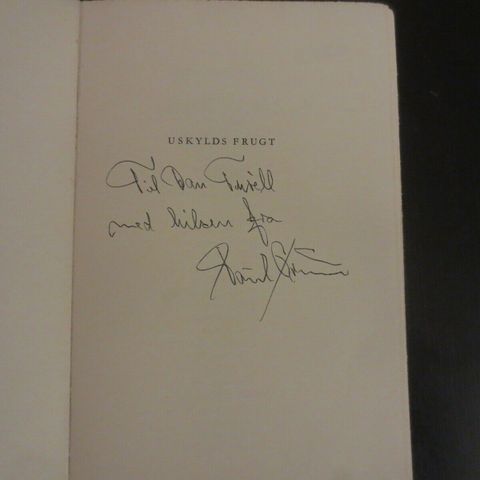 USKYLDS FRUGT
Til Dan Turèll
med hilsen fra